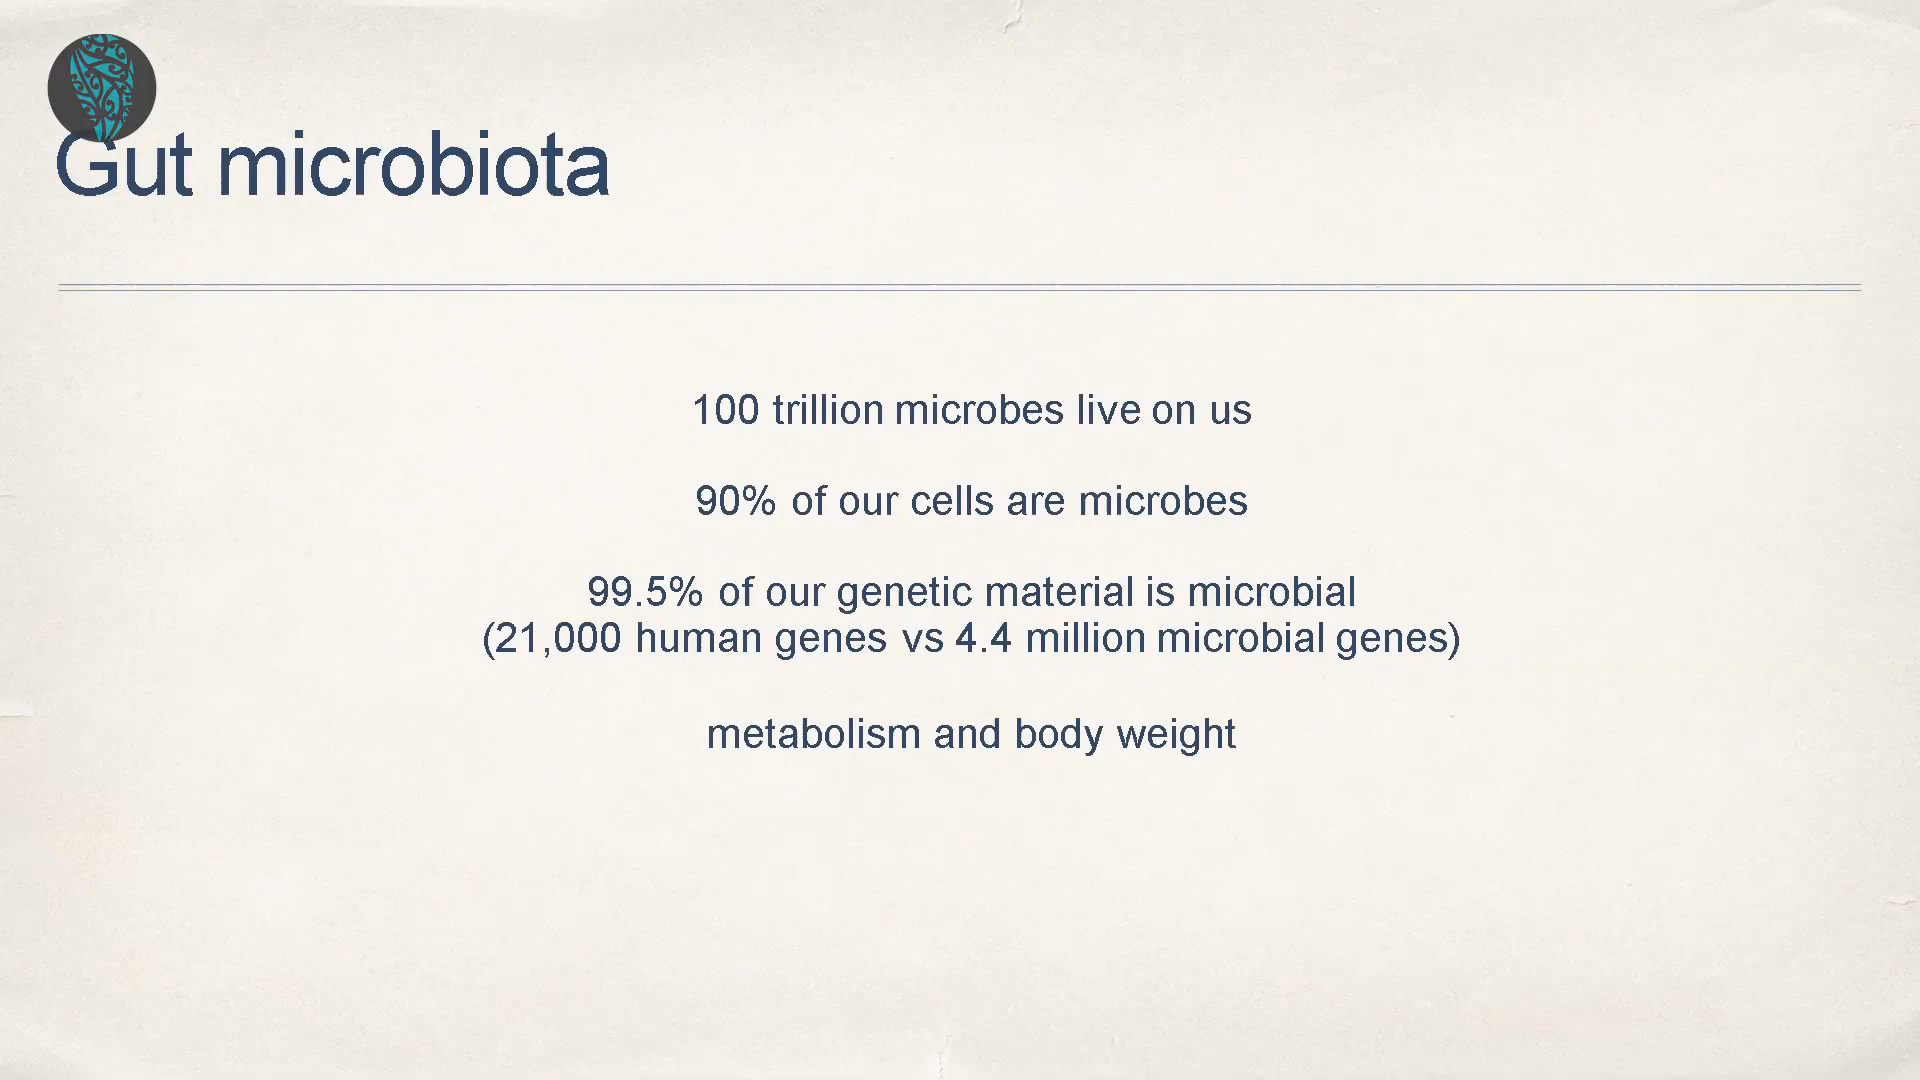 Gut microbiota
100 trillion microbes live on us
90% of our cells are microbes
99.5% of our genetic material is microbial
(21,000 human genes vs 4.4 million microbial genes)
metabolism and body weight